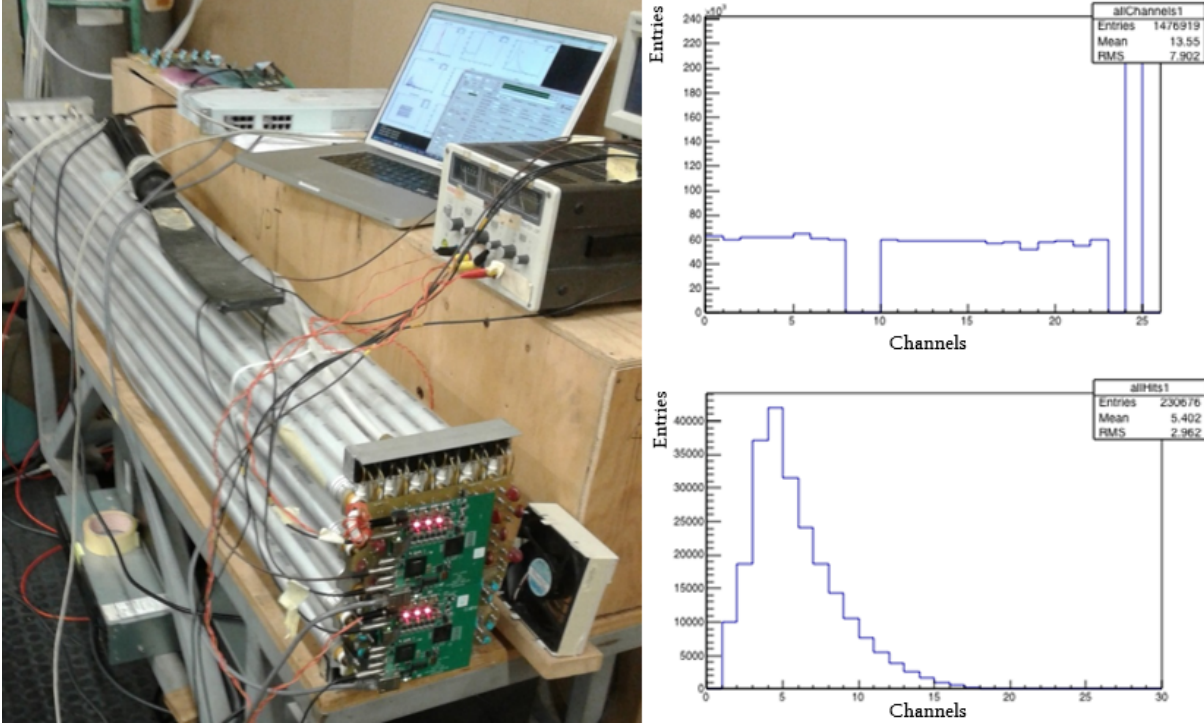 Entries
×10³
240
220
200
180
160
140
120
100
80
60
40
20
0
0 5 10 15 20 25
Channels
allChannels1
Entries 1476919
Mean 13.55
RMS 7.902
Entries
40000
35000
30000
25000
20000
15000
10000
5000
0
0 5 10 15 20 25 30
Channels
allHits1
Entries 230676
Mean 5.402
RMS 2.962